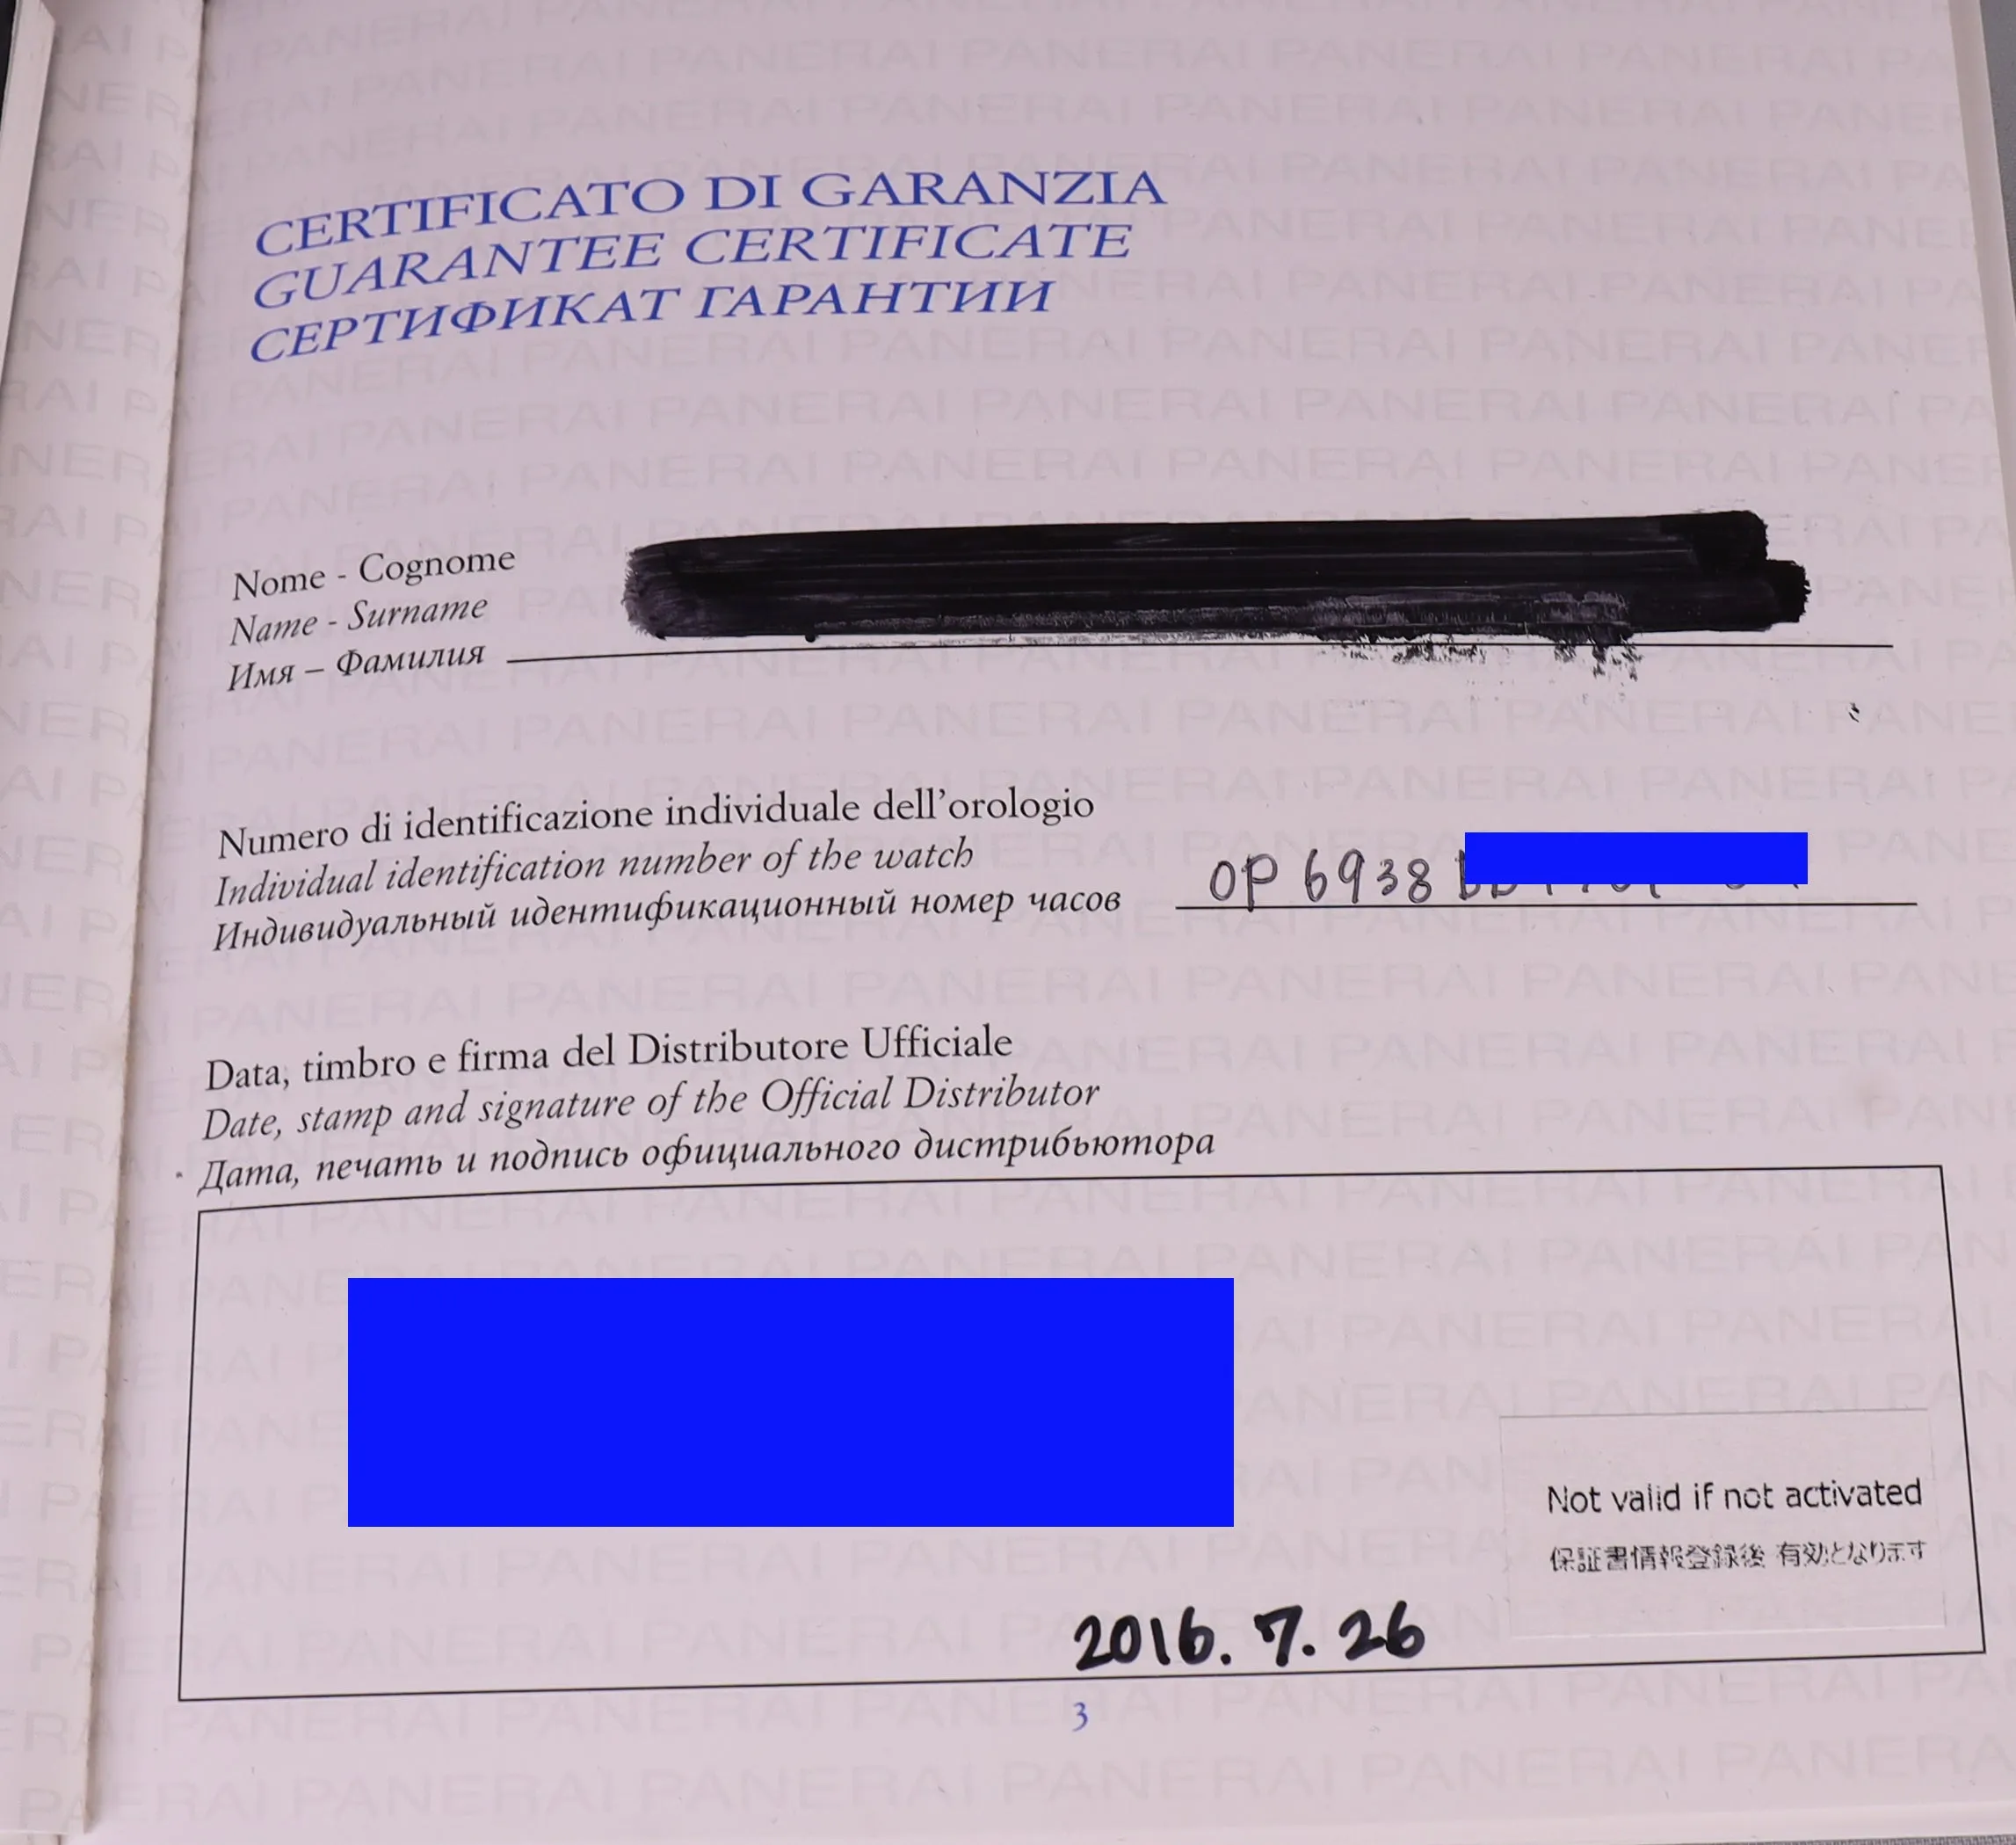 CERTIFICATO DI GARANZIA
GUARANTEE CERTIFICATE
СЕРТИФИКАТ ГАРАНТИИ
Nome - Cognome
Name - Surname
Имя – Фамилия
Numero di identificazione individuale dell’orologio
Individual identification number of the watch
Индивидуальный идентификационный номер часов
OP 6938
Data, timbro e firma del Distributore Ufficiale
Date, stamp and signature of the Official Distributor
Дата, печать и подпись официального дистрибьютора
Not valid if not activated
保証書情報登録後 有効となります
2016. 7. 26
3